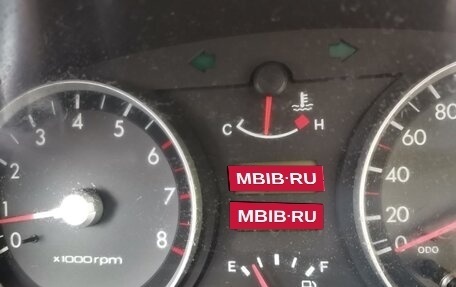 4
5
3
6
2
7
1
8
0
x1000rpm
C
H
MBIB·RU
MBIB·RU
E
F
80
60
40
20
0
ODO